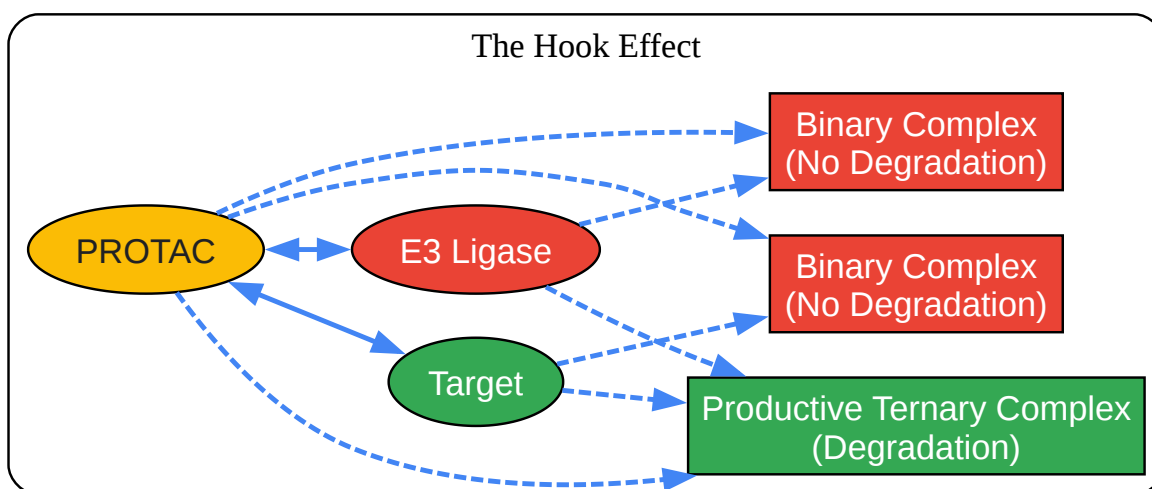 The Hook Effect
Binary Complex
(No Degradation)
PROTAC
E3 Ligase
Binary Complex
(No Degradation)
Target
Productive Ternary Complex
(Degradation)